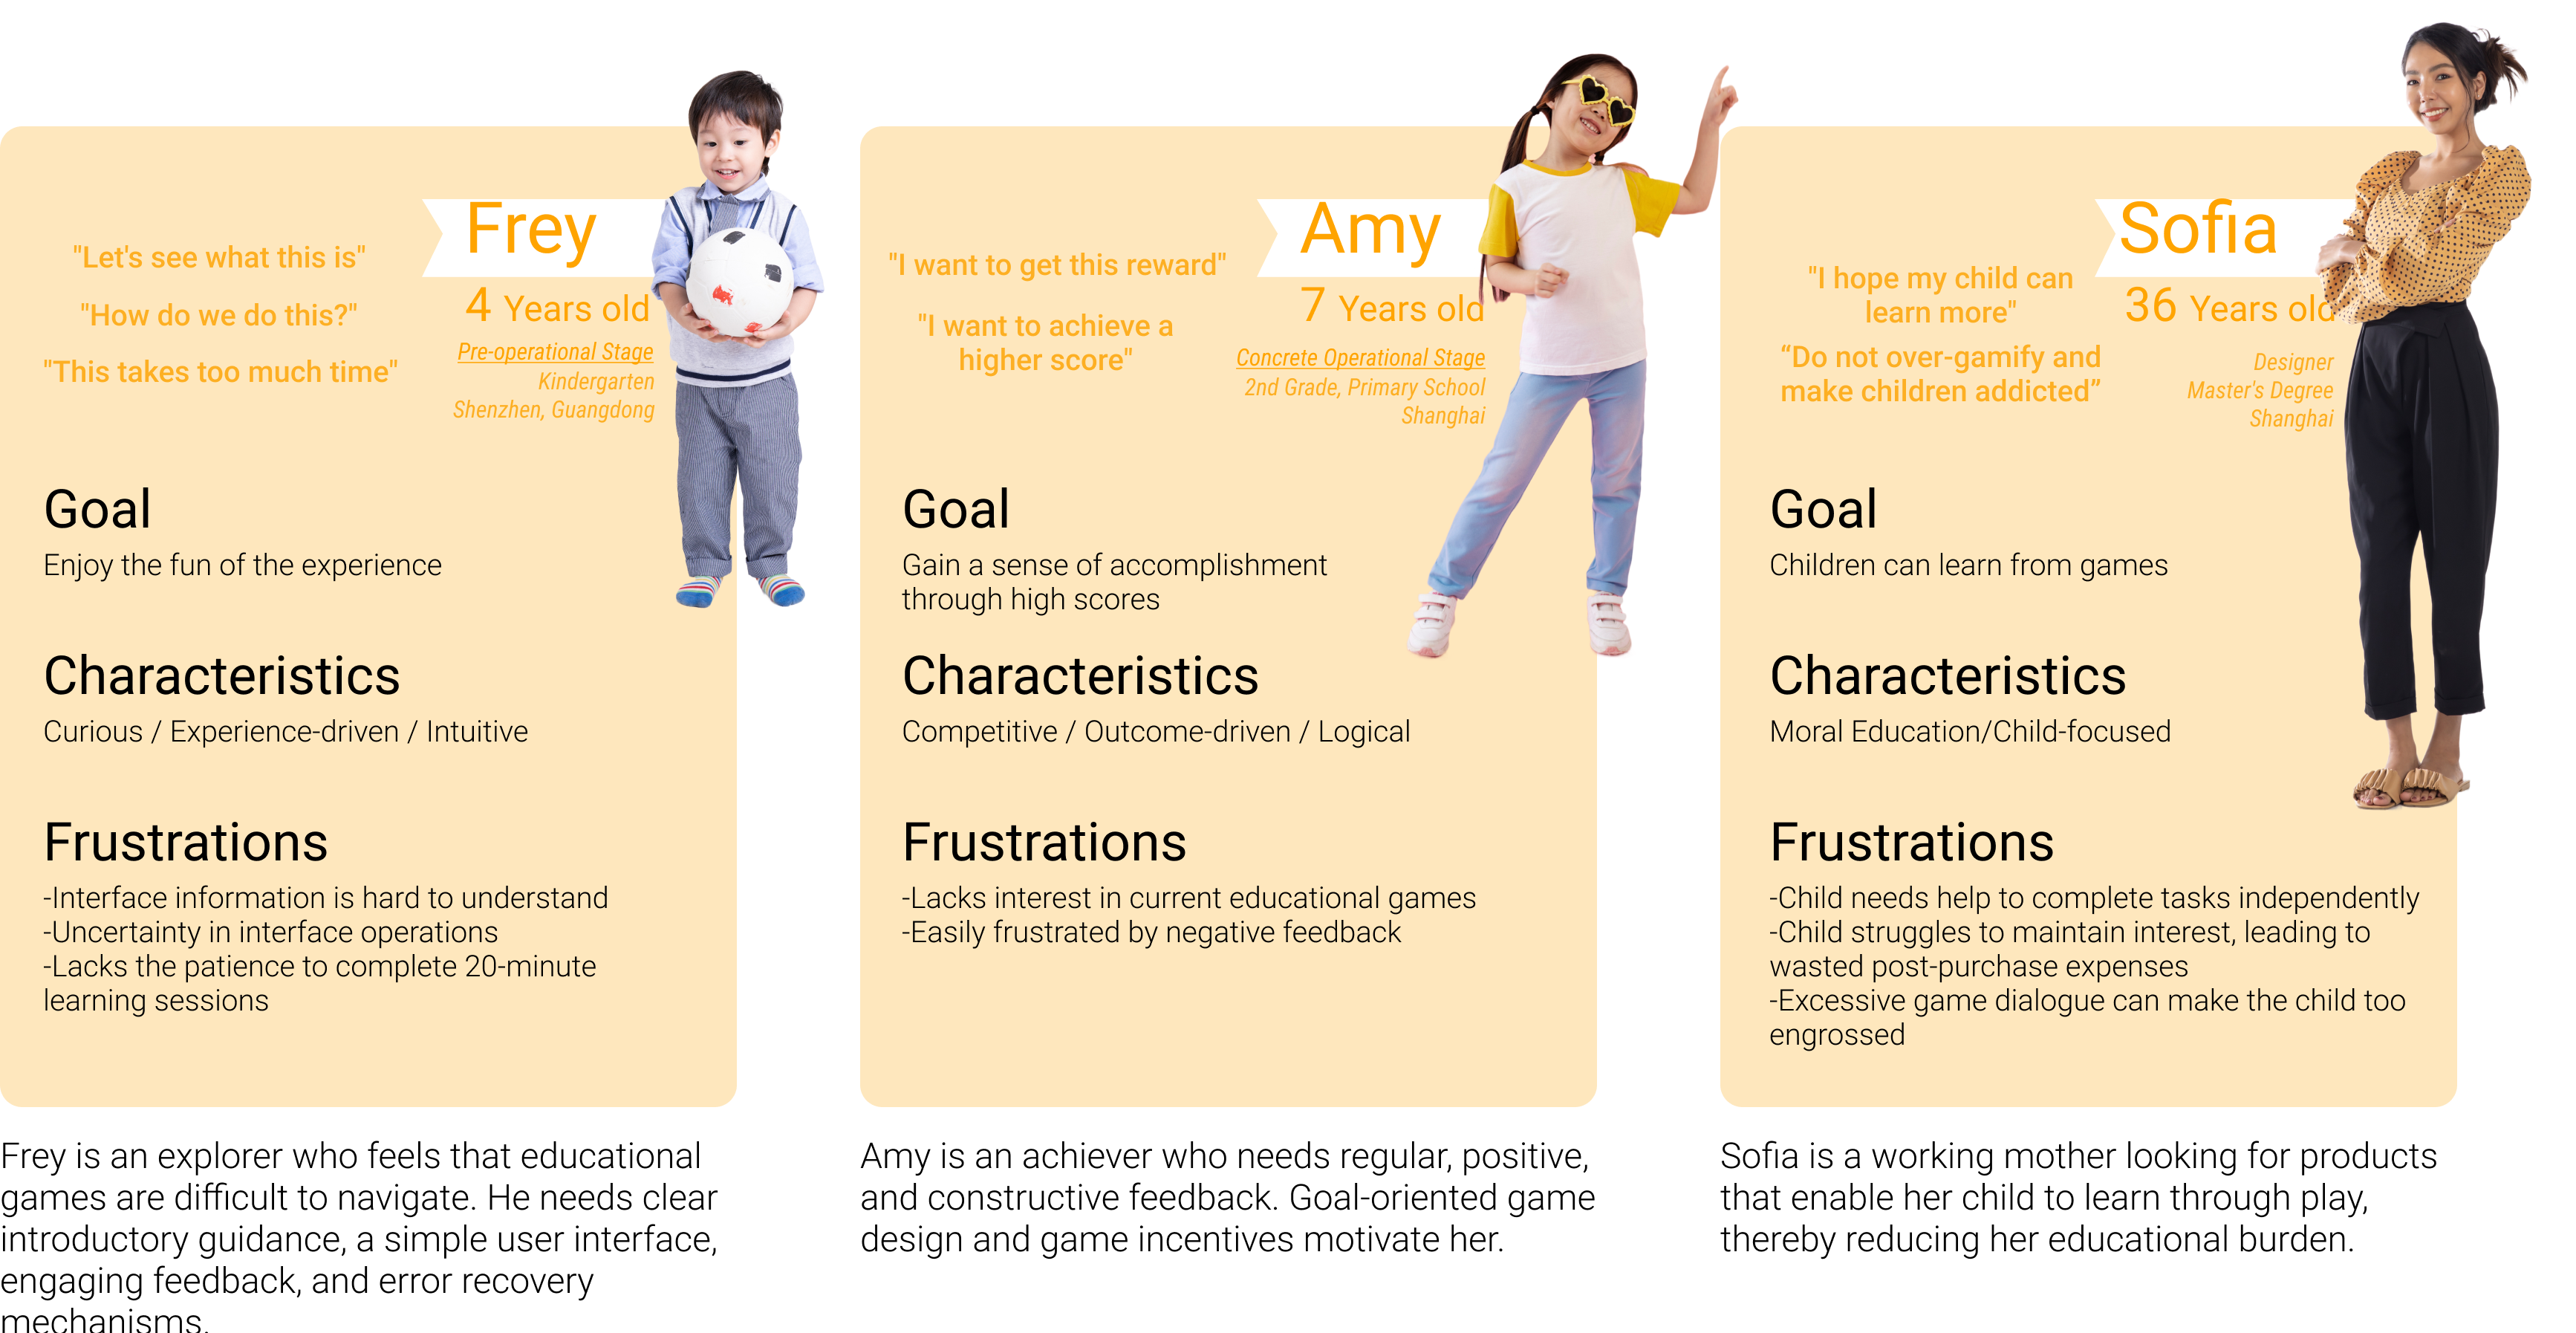 Frey
"Let's see what this is"
"How do we do this?"
"This takes too much time"
4 Years old
Pre-operational Stage
Kindergarten
Shenzhen, Guangdong
Goal
Enjoy the fun of the experience
Characteristics
Curious / Experience-driven / Intuitive
Frustrations
-Interface information is hard to understand
-Uncertainty in interface operations
-Lacks the patience to complete 20-minute
learning sessions
Frey is an explorer who feels that educational
games are difficult to navigate. He needs clear
introductory guidance, a simple user interface,
engaging feedback, and error recovery
mechanisms.
Amy
"I want to get this reward"
"I want to achieve a
higher score"
7 Years old
Concrete Operational Stage
2nd Grade, Primary School
Shanghai
Goal
Gain a sense of accomplishment
through high scores
Characteristics
Competitive / Outcome-driven / Logical
Frustrations
-Lacks interest in current educational games
-Easily frustrated by negative feedback
Amy is an achiever who needs regular, positive,
and constructive feedback. Goal-oriented game
design and game incentives motivate her.
Sofia
"I hope my child can
learn more"
“Do not over-gamify and
make children addicted”
36 Years old
Designer
Master's Degree
Shanghai
Goal
Children can learn from games
Characteristics
Moral Education/Child-focused
Frustrations
-Child needs help to complete tasks independently
-Child struggles to maintain interest, leading to
wasted post-purchase expenses
-Excessive game dialogue can make the child too
engrossed
Sofia is a working mother looking for products
that enable her child to learn through play,
thereby reducing her educational burden.